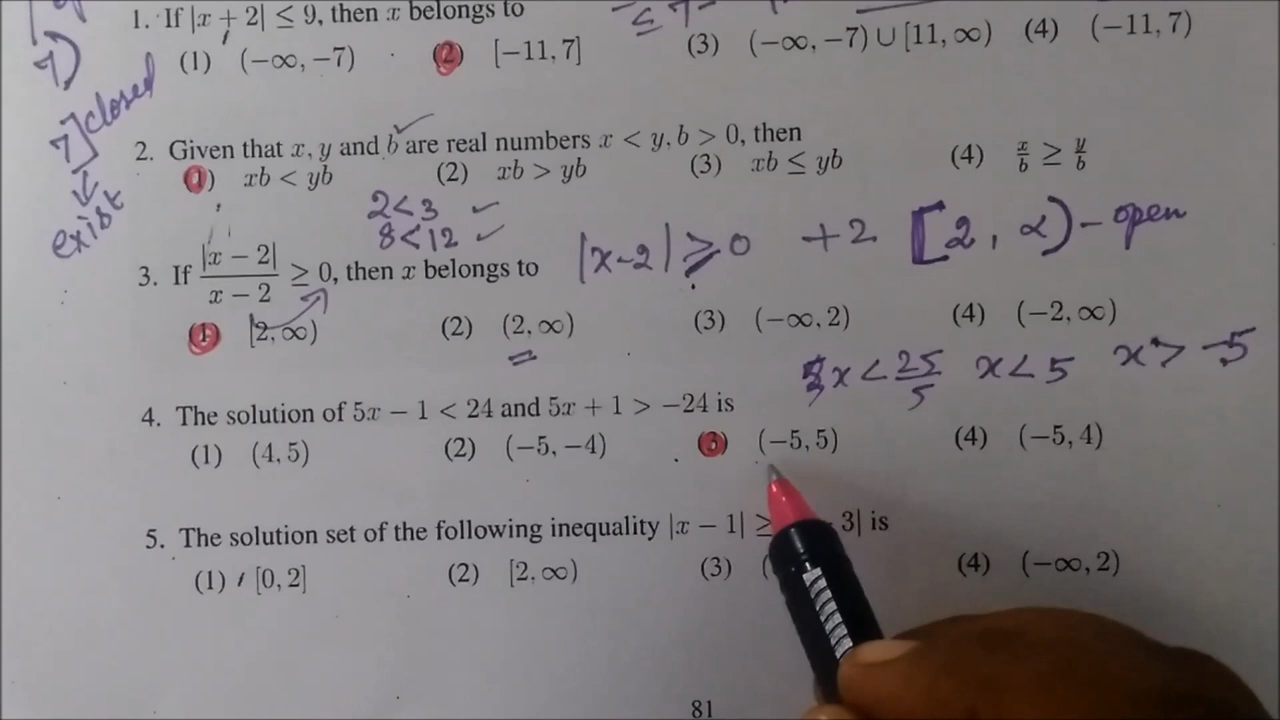 1. If |x + 2| ≤ 9, then x belongs to
≤ 7
(1) (−∞, −7) (2) [−11, 7] (3) (−∞, −7) ∪ [11, ∞) (4) (−11, 7)
7)
7] closed
exist
2. Given that x, y and b are real numbers x < y, b > 0, then
(1) xb < yb (2) xb > yb (3) xb ≤ yb (4) x/b ≥ y/b
2 < 3
8 < 12
|x-2| ≥ 0 +2 [2, ∝) - open
3. If |x − 2|/x − 2 ≥ 0, then x belongs to
(1) [2, ∞) (2) (2, ∞) (3) (−∞, 2) (4) (−2, ∞)
x < 25/5 x < 5 x > -5
4. The solution of 5x − 1 < 24 and 5x + 1 > −24 is
(1) (4, 5) (2) (−5, −4) (3) (−5, 5) (4) (−5, 4)
5. The solution set of the following inequality |x − 1| ≥ 3| is
(1) [0, 2] (2) [2, ∞) (3) ( (4) (−∞, 2)
81